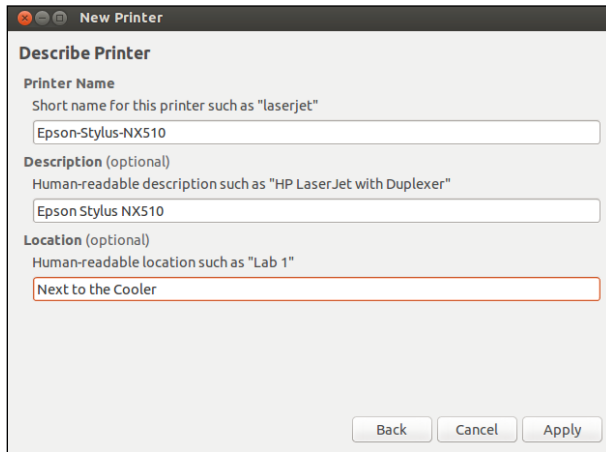 New Printer
Describe Printer
Printer Name
Short name for this printer such as "laserjet"
Epson-Stylus-NX510
Description (optional)
Human-readable description such as "HP LaserJet with Duplexer"
Epson Stylus NX510
Location (optional)
Human-readable location such as "Lab 1"
Next to the Cooler
Back Cancel Apply